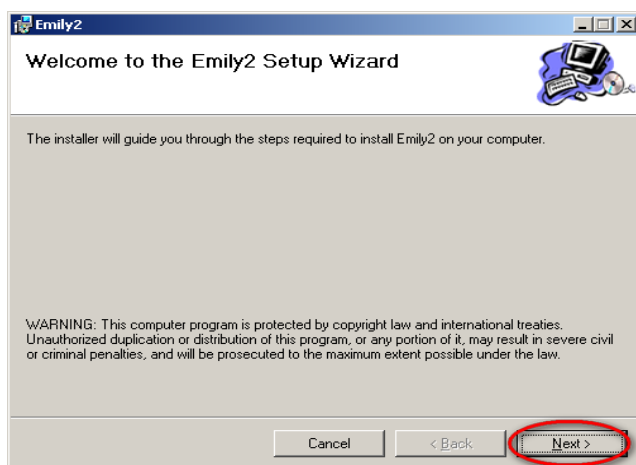 Emily2
Welcome to the Emily2 Setup Wizard
The installer will guide you through the steps required to install Emily2 on your computer.
WARNING: This computer program is protected by copyright law and international treaties.
Unauthorized duplication or distribution of this program, or any portion of it, may result in severe civil
or criminal penalties, and will be prosecuted to the maximum extent possible under the law.
Cancel < Back Next >